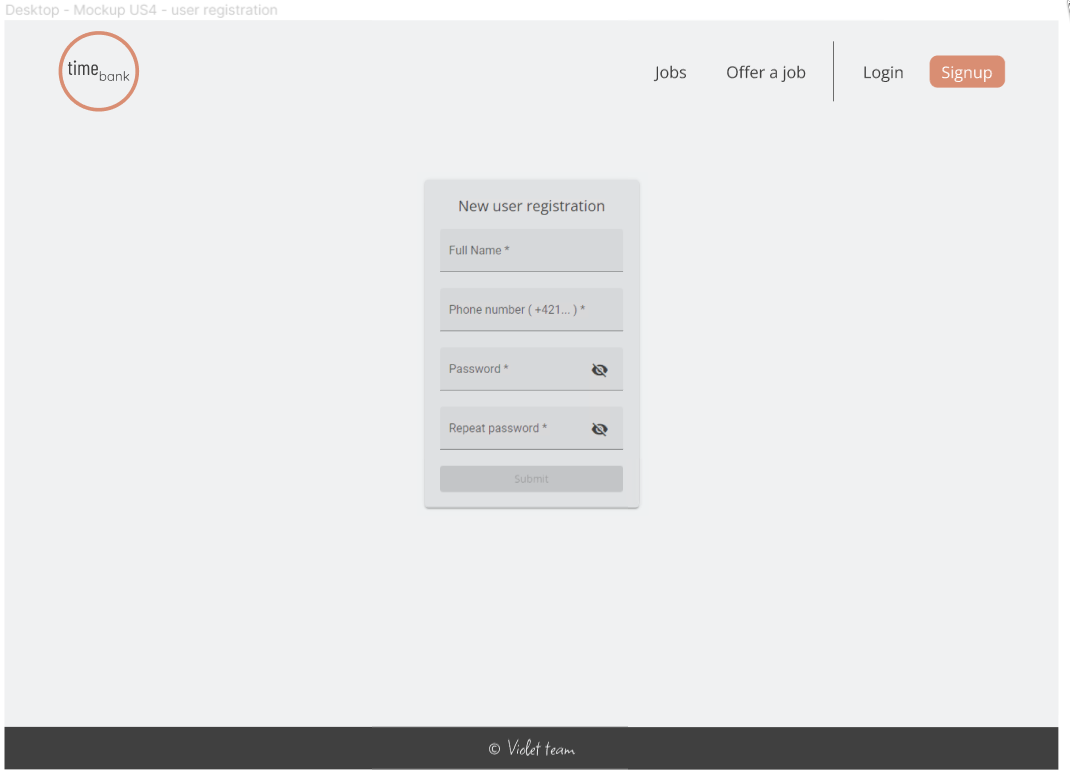 Desktop - Mockup US4 - user registration
time bank
Jobs Offer a job Login Signup
New user registration
Full Name *
Phone number ( +421... ) *
Password *
Repeat password *
Submit
© Violet team